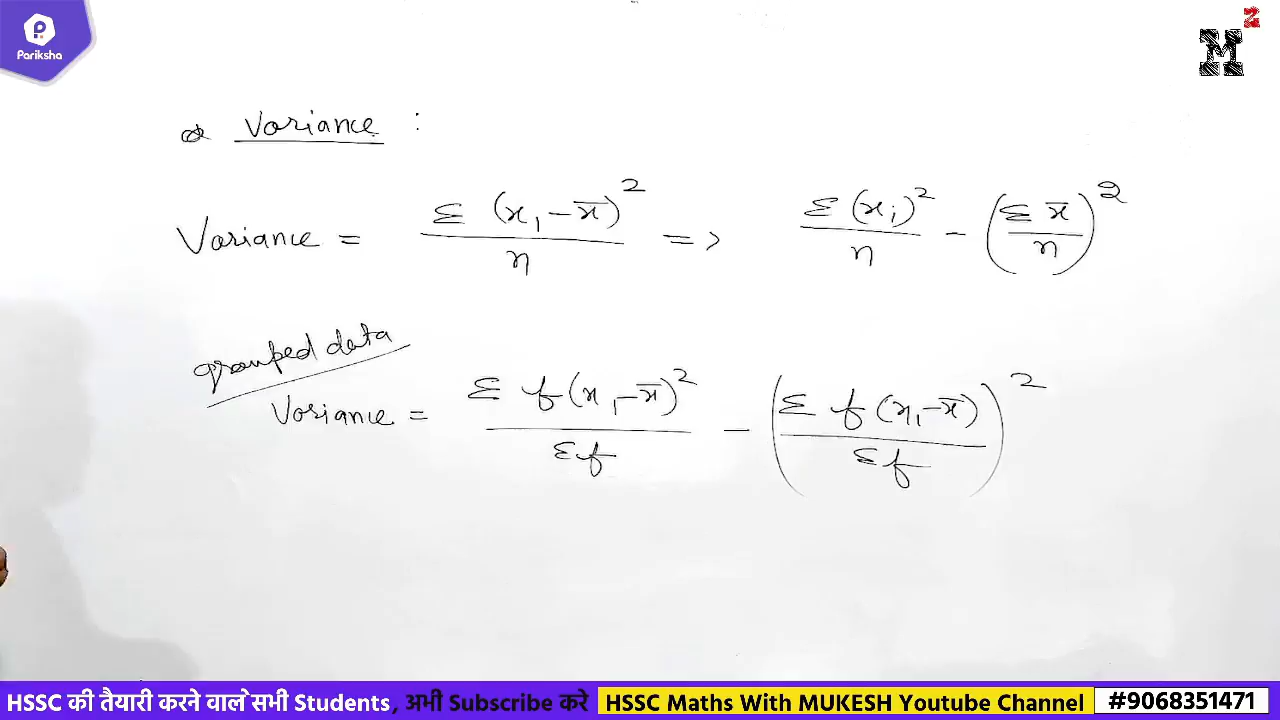 Pariksha
M²
Variance :
Variance = Σ (x₁ - x̄)² / n => Σ (xᵢ)² / n - (Σ x̄ / n)²
grouped data
Variance = Σ f(x₁ - x̄)² / Σf - (Σ f(x₁ - x̄) / Σf)²
HSSC की तैयारी करने वाले सभी Students, अभी Subscribe करे HSSC Maths With MUKESH Youtube Channel #9068351471